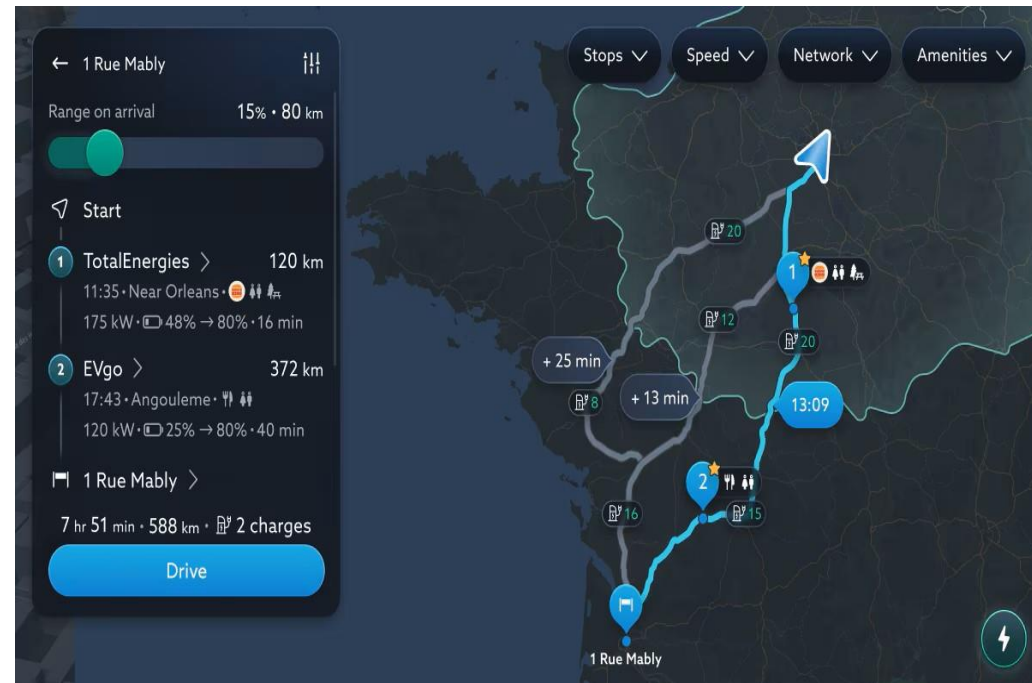 1 Rue Mably
Range on arrival 15% • 80 km
Start
1 TotalEnergies > 120 km
11:35 • Near Orleans •
175 kW • 48% → 80% • 16 min
2 EVgo > 372 km
17:43 • Angouleme •
120 kW • 25% → 80% • 40 min
1 Rue Mably >
7 hr 51 min • 588 km • 2 charges
Drive
Stops Speed Network Amenities
20
1
12
20
+ 25 min
+ 13 min
8
13:09
2
16
15
1 Rue Mably